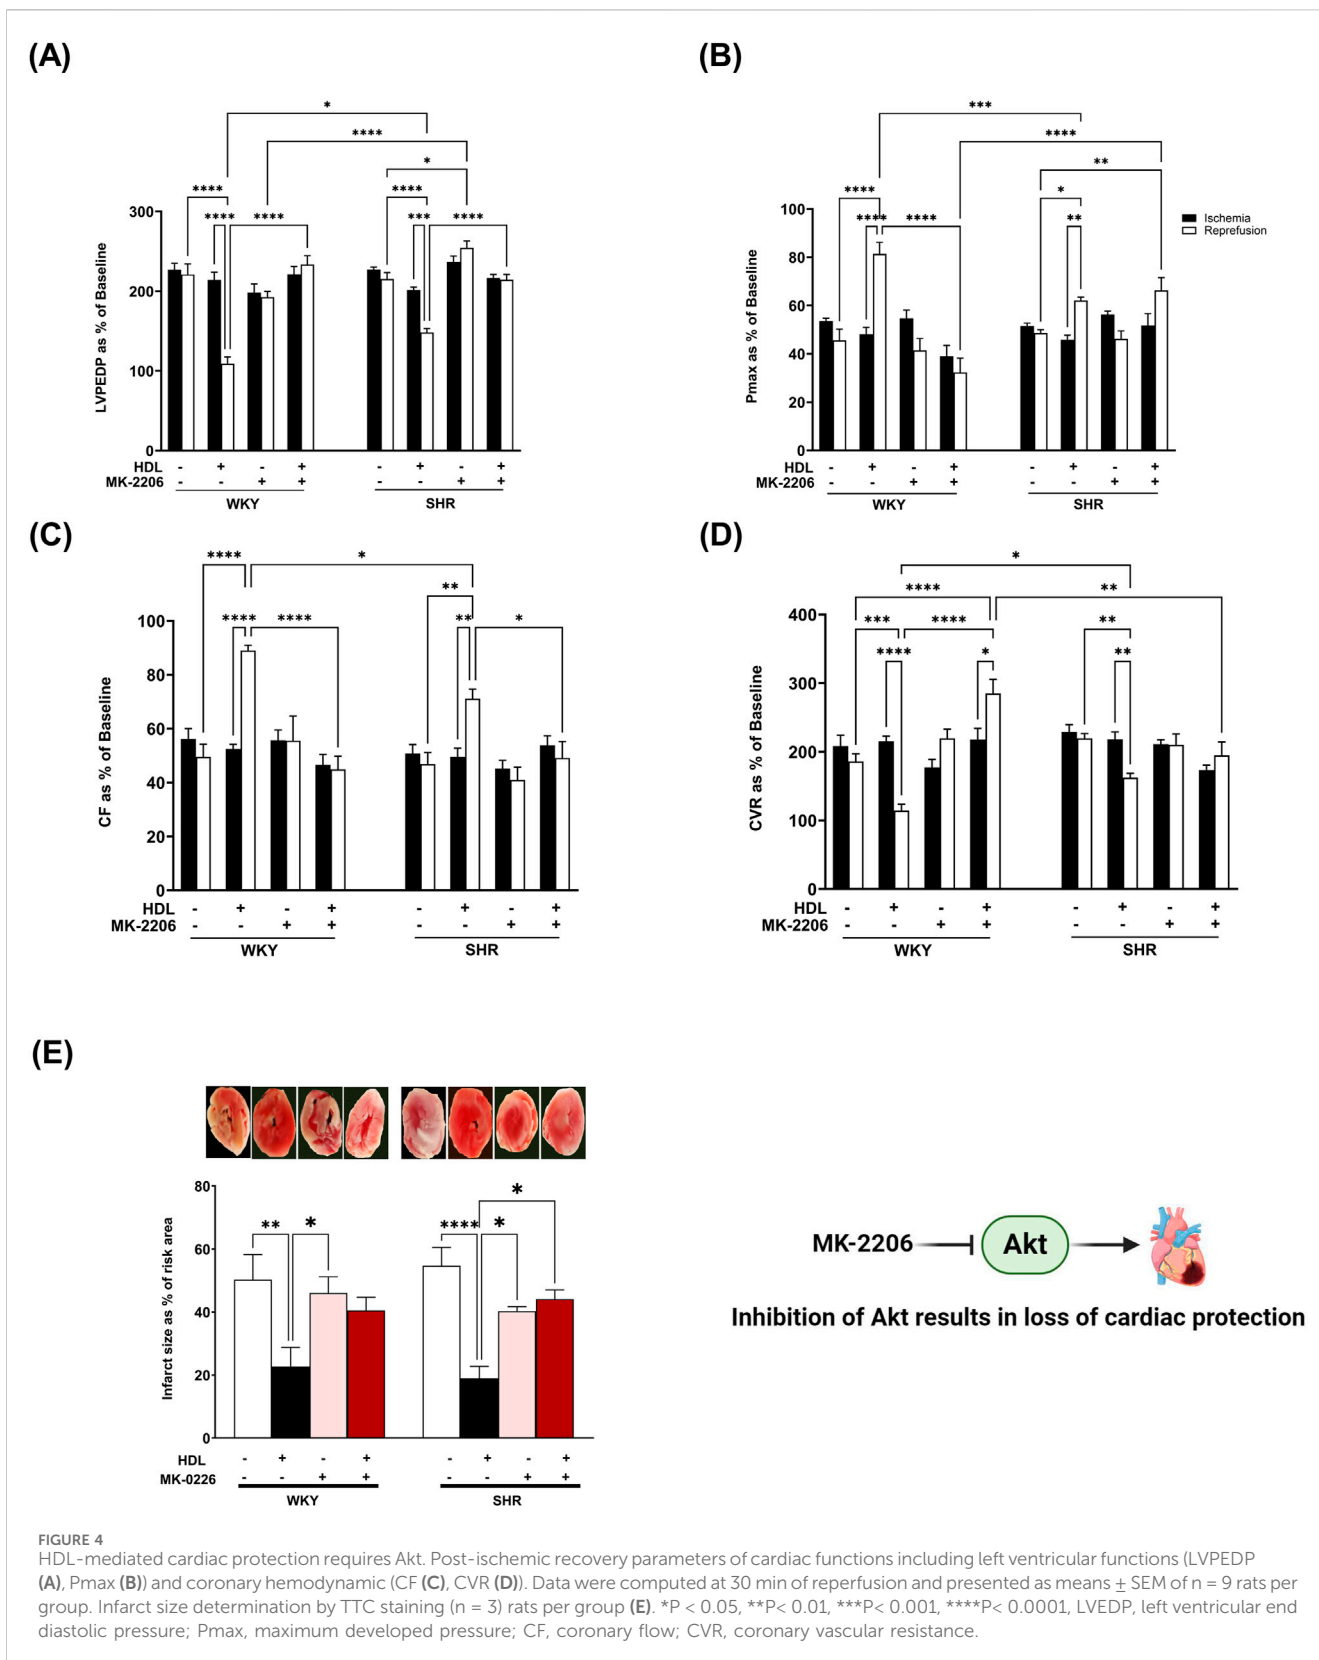 (A)
*
****
*
****
****
****
***
****
****
300
200
100
0
LVPEDP as % of Baseline
HDL - + - + - + - +
MK-2206 - - + + - - + +
WKY SHR
(B)
***
****
**
****
*
****
****
**
100
80
60
40
20
0
Pmax as % of Baseline
Ischemia
Reprefusion
HDL - + - + - + - +
MK-2206 - - + + - - + +
WKY SHR
(C)
****
*
**
****
****
**
*
100
80
60
40
20
0
CF as % of Baseline
HDL - + - + - + - +
MK-2206 - - + + - - + +
WKY SHR
(D)
*
****
**
***
****
**
****
*
**
400
300
200
100
0
CVR as % of Baseline
HDL - + - + - + - +
MK-2206 - - + + - - + +
WKY SHR
(E)
80
60
40
20
0
Infarct size as % of risk area
**
*
****
*
*
HDL - + - + - + - +
MK-0226 - - + + - - + +
WKY SHR
MK-2206 Akt
Inhibition of Akt results in loss of cardiac protection
FIGURE 4
HDL-mediated cardiac protection requires Akt. Post-ischemic recovery parameters of cardiac functions including left ventricular functions (LVPEDP
(A), Pmax (B)) and coronary hemodynamic (CF (C), CVR (D)). Data were computed at 30 min of reperfusion and presented as means ± SEM of n = 9 rats per
group. Infarct size determination by TTC staining (n = 3) rats per group (E). *P < 0.05, **P< 0.01, ***P< 0.001, ****P< 0.0001, LVEDP, left ventricular end
diastolic pressure; Pmax, maximum developed pressure; CF, coronary flow; CVR, coronary vascular resistance.